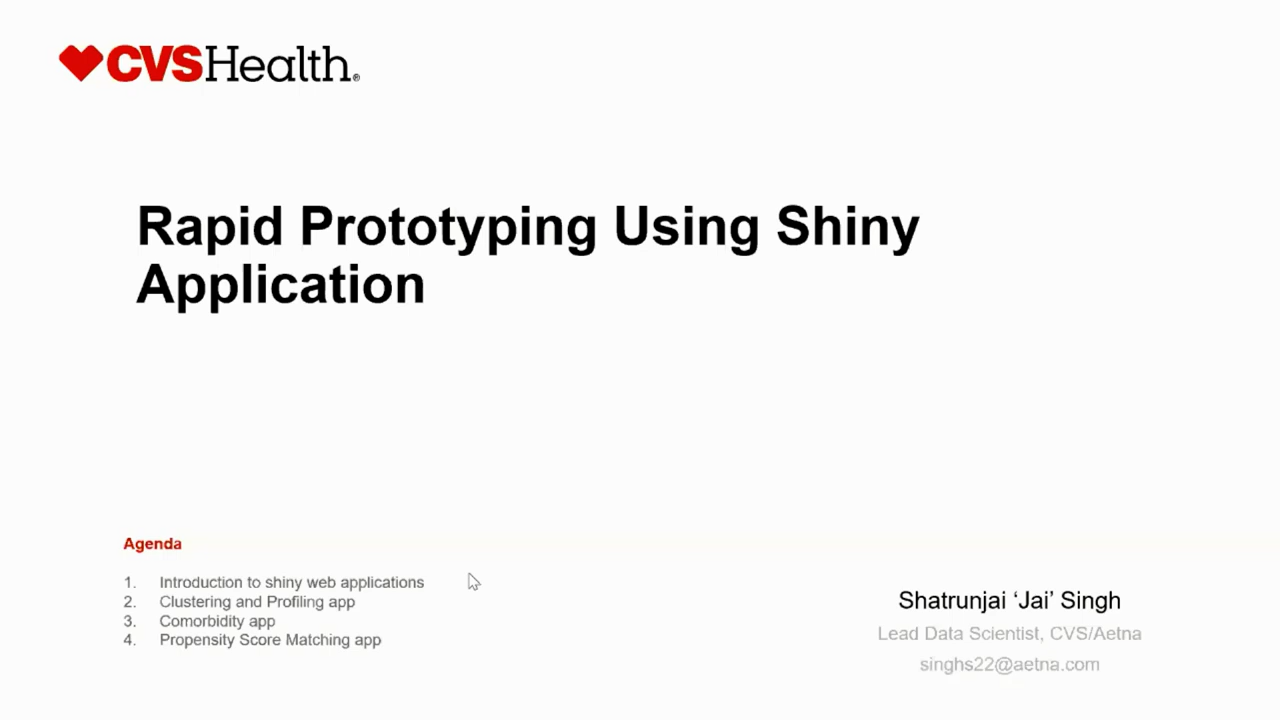 CVSHealth®
Rapid Prototyping Using Shiny
Application
Agenda
1. Introduction to shiny web applications
2. Clustering and Profiling app
3. Comorbidity app
4. Propensity Score Matching app
Shatrunjai ‘Jai’ Singh
Lead Data Scientist, CVS/Aetna
singhs22@aetna.com